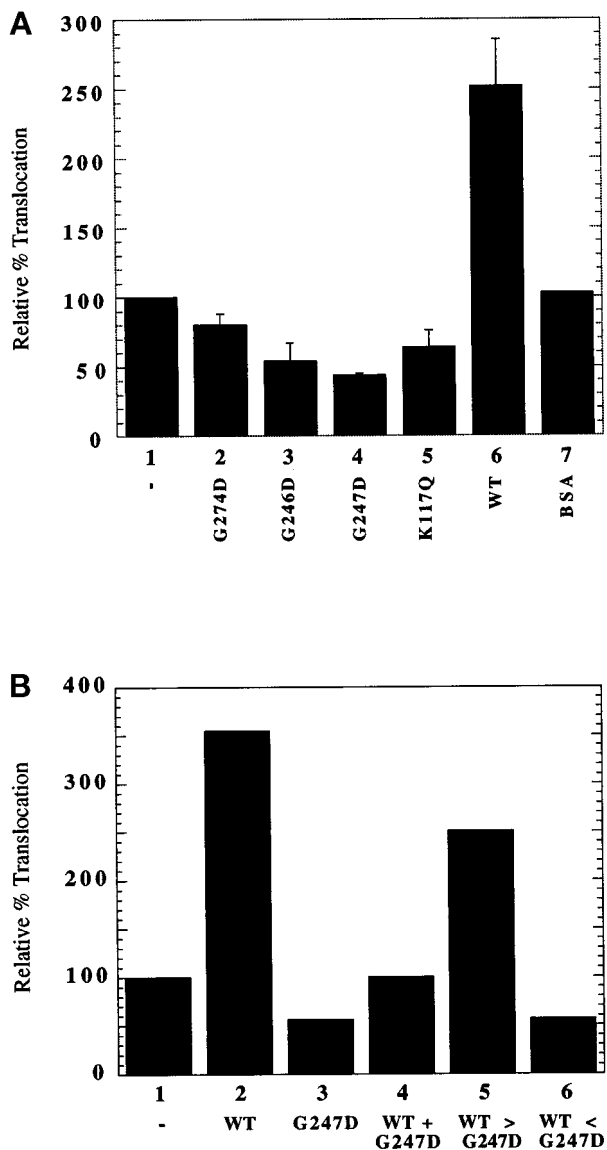 A
Relative % Translocation
300
250
200
150
100
50
0
1 2 3 4 5 6 7
- G274D G246D G247D K117Q WT BSA
B
Relative % Translocation
400
300
200
100
0
1 2 3 4 5 6
- WT G247D WT + WT > WT <
G247D G247D G247D